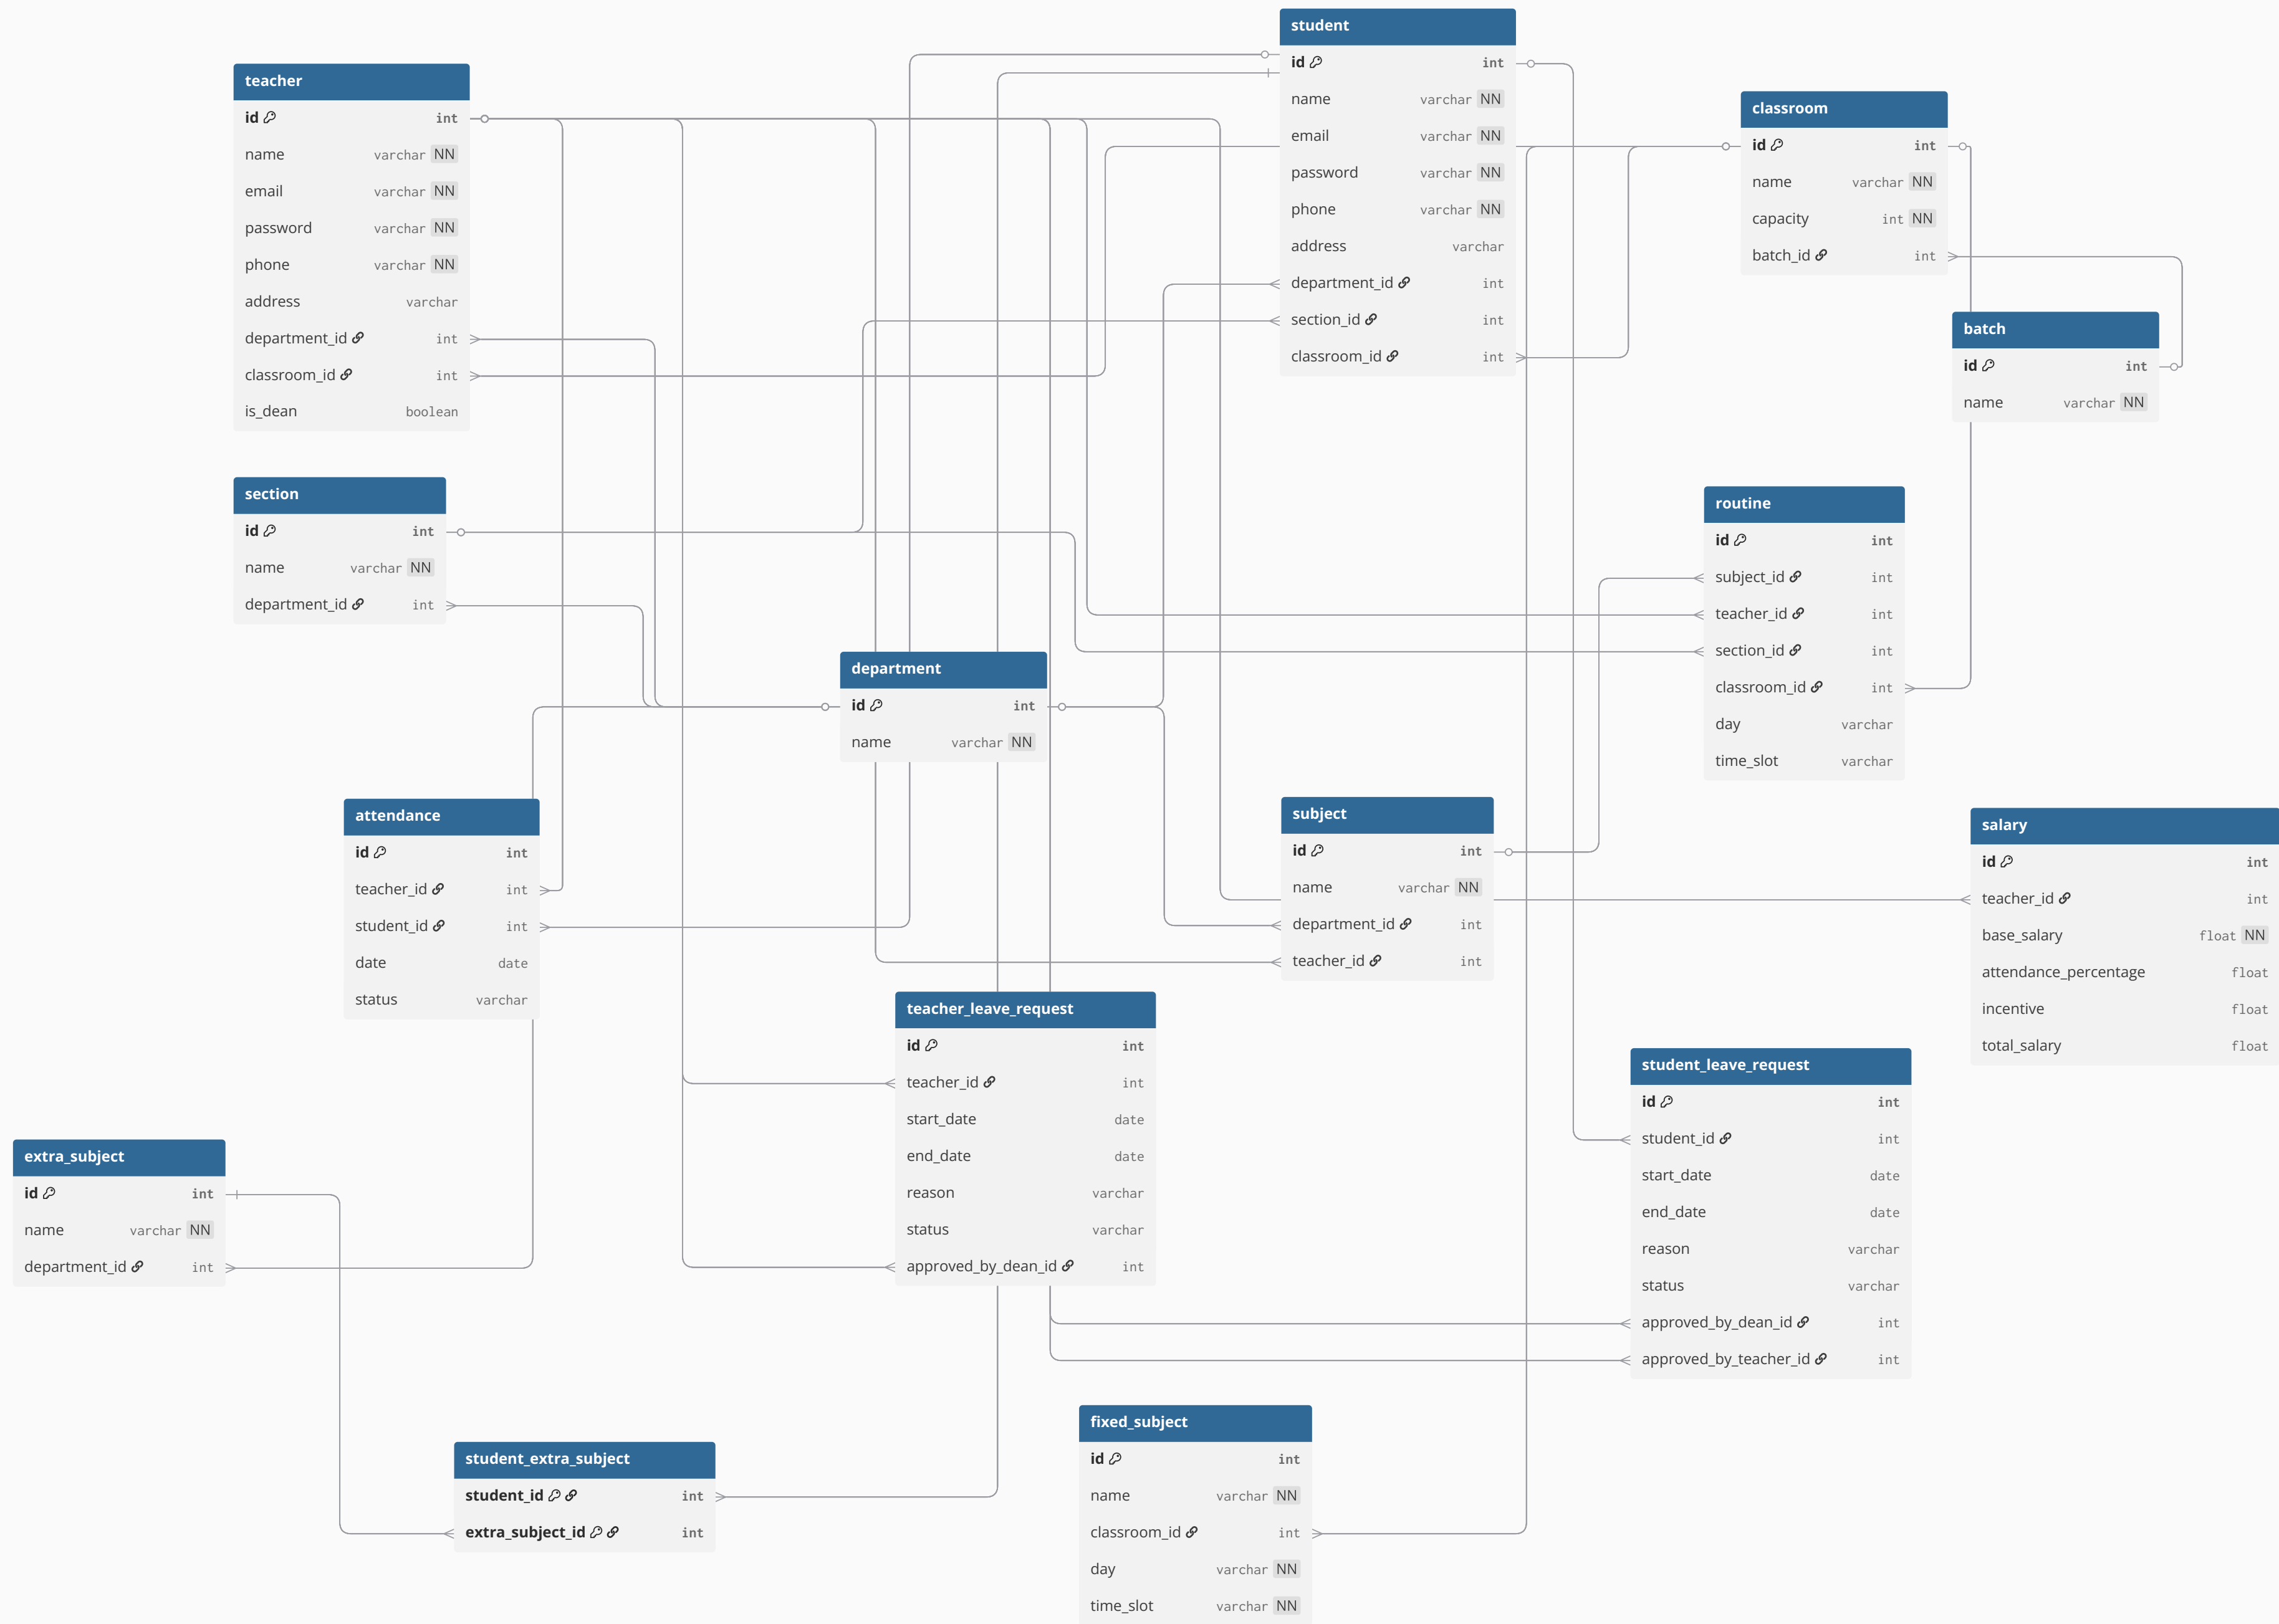 student
id int
name varchar NN
email varchar NN
password varchar NN
phone varchar NN
address varchar
department_id int
section_id int
classroom_id int
teacher
id int
name varchar NN
email varchar NN
password varchar NN
phone varchar NN
address varchar
department_id int
classroom_id int
is_dean boolean
classroom
id int
name varchar NN
capacity int NN
batch_id int
batch
id int
name varchar NN
section
id int
name varchar NN
department_id int
routine
id int
subject_id int
teacher_id int
section_id int
classroom_id int
day varchar
time_slot varchar
department
id int
name varchar NN
attendance
id int
teacher_id int
student_id int
date date
status varchar
subject
id int
name varchar NN
department_id int
teacher_id int
salary
id int
teacher_id int
base_salary float NN
attendance_percentage float
incentive float
total_salary float
teacher_leave_request
id int
teacher_id int
start_date date
end_date date
reason varchar
status varchar
approved_by_dean_id int
student_leave_request
id int
student_id int
start_date date
end_date date
reason varchar
status varchar
approved_by_dean_id int
approved_by_teacher_id int
extra_subject
id int
name varchar NN
department_id int
student_extra_subject
student_id int
extra_subject_id int
fixed_subject
id int
name varchar NN
classroom_id int
day varchar NN
time_slot varchar NN